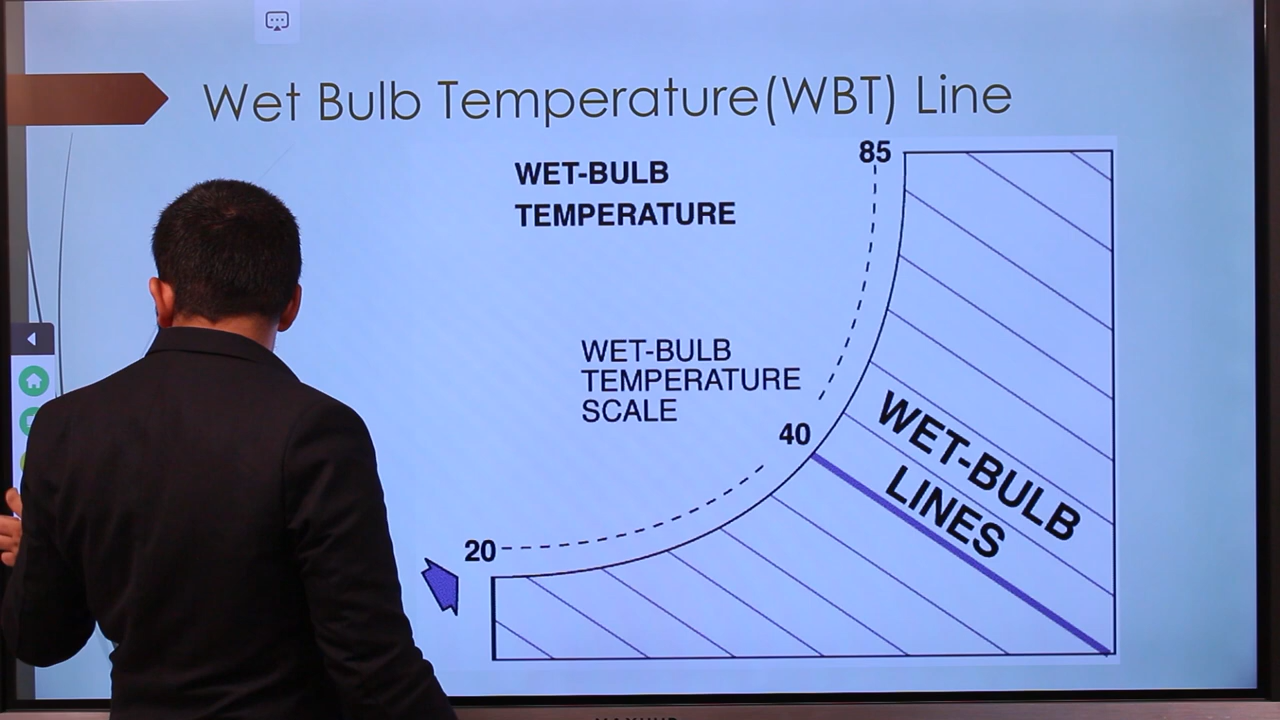 Wet Bulb Temperature(WBT) Line
WET-BULB
TEMPERATURE
85
WET-BULB
TEMPERATURE
SCALE
40
20
WET-BULB
LINES